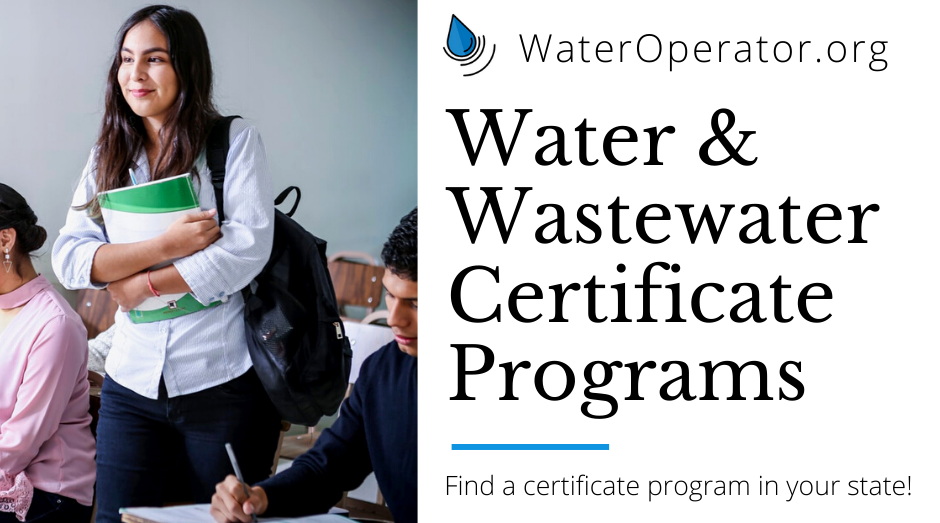 WaterOperator.org
Water &
Wastewater
Certificate
Programs
Find a certificate program in your state!